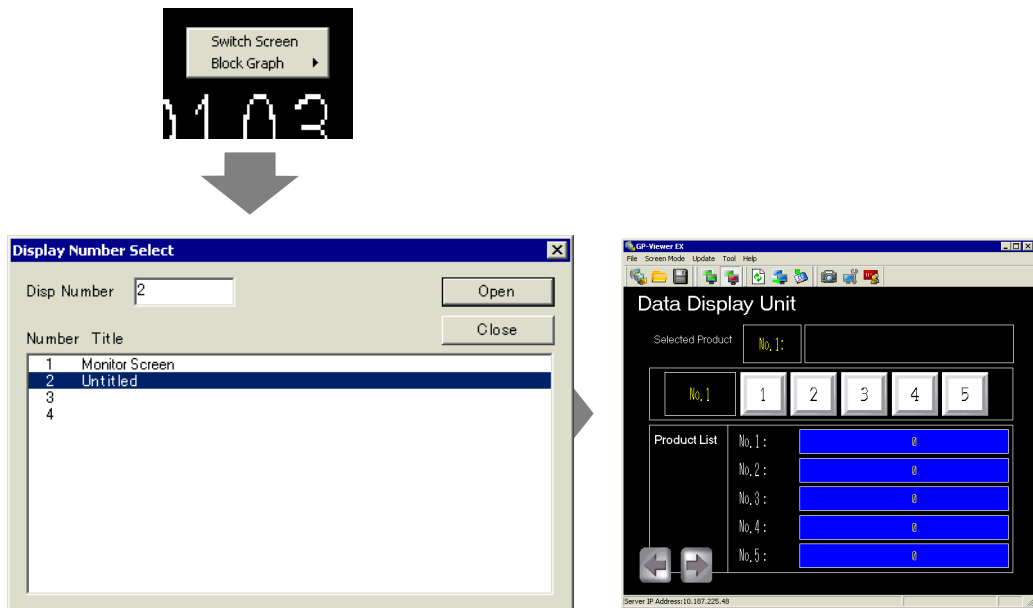 Switch Screen
Block Graph
0103
Display Number Select
Disp Number 2
Open
Close
Number Title
1 Monitor Screen
2 Untitled
3
4
GP-Viewer EX
File Screen Mode Update Tool Help
Data Display Unit
Selected Product No.1:
No.1 1 2 3 4 5
Product List No.1: 0
No.2: 0
No.3: 0
No.4: 0
No.5: 0
Server IP Address:10.187.225.48